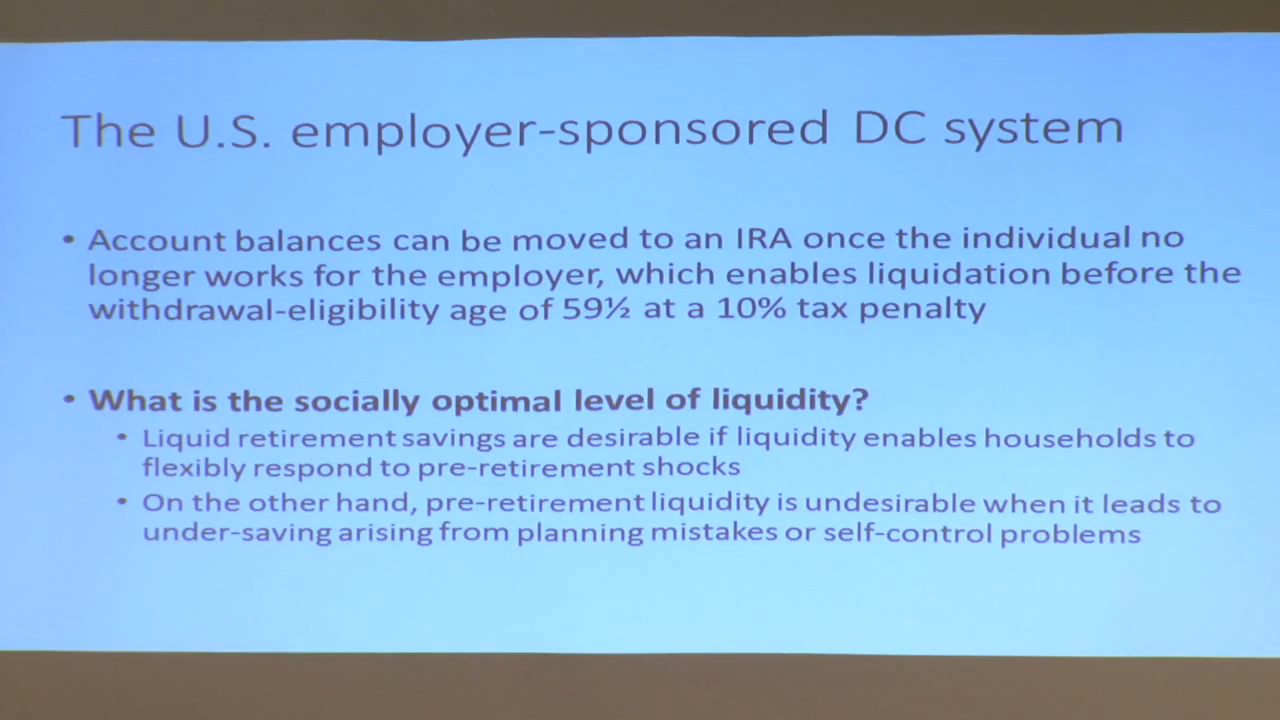 The U.S. employer-sponsored DC system
• Account balances can be moved to an IRA once the individual no
longer works for the employer, which enables liquidation before the
withdrawal-eligibility age of 59½ at a 10% tax penalty
• What is the socially optimal level of liquidity?
• Liquid retirement savings are desirable if liquidity enables households to
flexibly respond to pre-retirement shocks
• On the other hand, pre-retirement liquidity is undesirable when it leads to
under-saving arising from planning mistakes or self-control problems